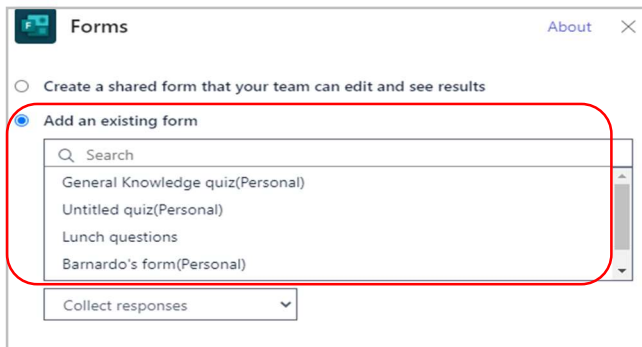 Forms About
Create a shared form that your team can edit and see results
Add an existing form
Search
General Knowledge quiz(Personal)
Untitled quiz(Personal)
Lunch questions
Barnardo's form(Personal)
Collect responses